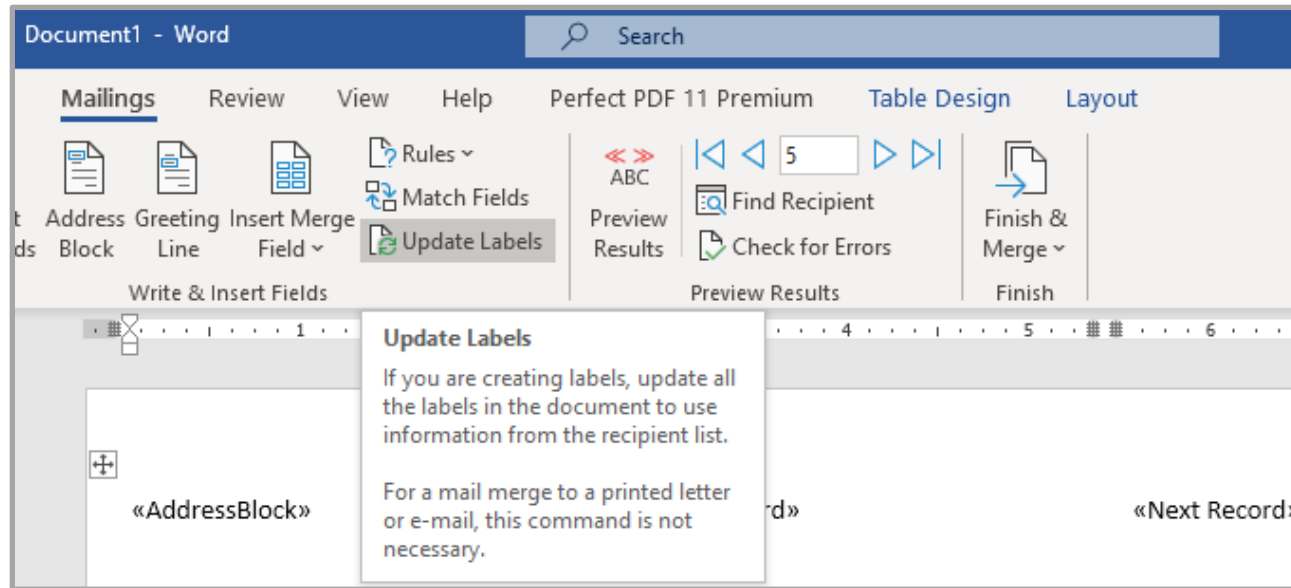 Document1 - Word
Search
Mailings Review View Help Perfect PDF 11 Premium Table Design Layout
Rules
Match Fields
Update Labels
t Address Greeting Insert Merge
ds Block Line Field
Write & Insert Fields
ABC
Preview
Results
5
Find Recipient
Check for Errors
Preview Results
Finish &
Merge
Finish
1 4 5 6
Update Labels
If you are creating labels, update all
the labels in the document to use
information from the recipient list.
For a mail merge to a printed letter
or e-mail, this command is not
necessary.
«AddressBlock» rd» «Next Record»